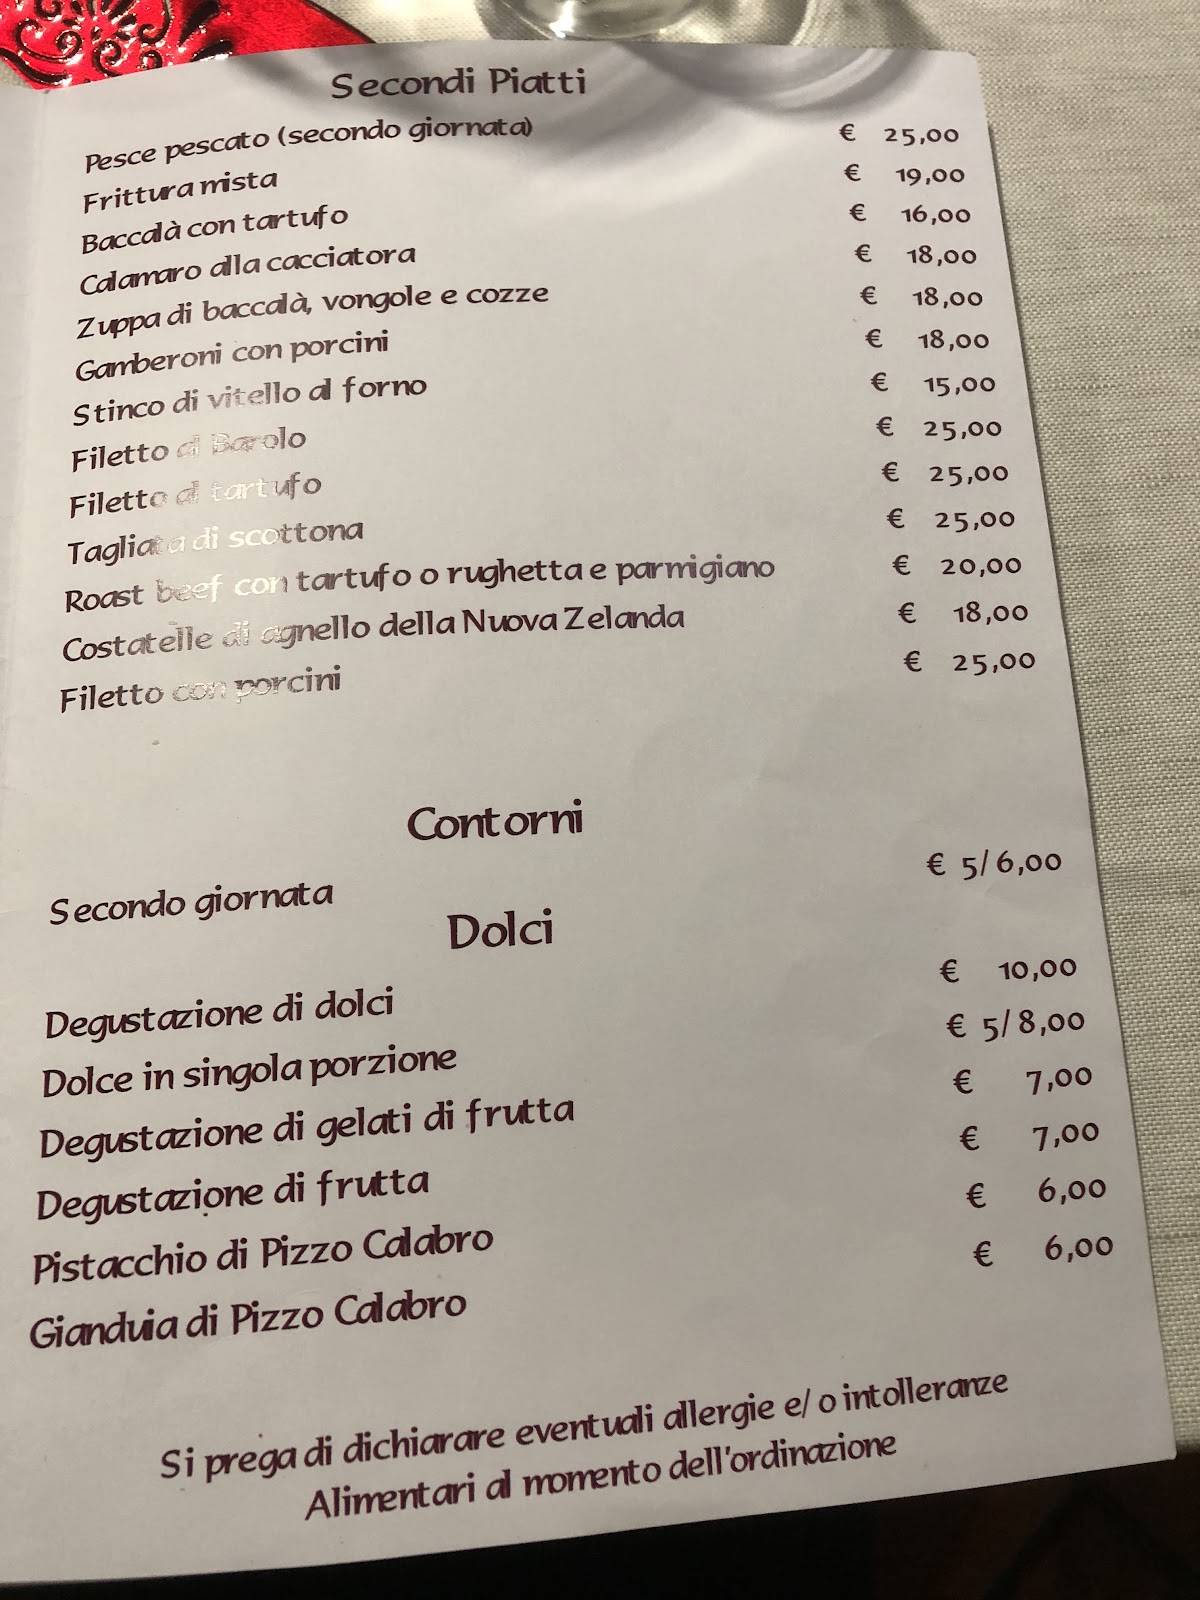 Secondi Piatti
Pesce pescato (secondo giornata) € 25,00
Frittura mista € 19,00
Baccalà con tartufo € 16,00
Calamaro alla cacciatora € 18,00
Zuppa di baccalà, vongole e cozze € 18,00
Gamberoni con porcini € 18,00
Stinco di vitello al forno € 15,00
Filetto al Barolo € 25,00
Filetto al tartufo € 25,00
Tagliata di scottona € 25,00
Roast beef con tartufo o rughetta e parmigiano € 20,00
Costatelle di agnello della Nuova Zelanda € 18,00
Filetto con porcini € 25,00
Contorni
Secondo giornata € 5/6,00
Dolci
Degustazione di dolci € 10,00
Dolce in singola porzione € 5/8,00
Degustazione di gelati di frutta € 7,00
Degustazione di frutta € 7,00
Pistacchio di Pizzo Calabro € 6,00
Gianduia di Pizzo Calabro € 6,00
Si prega di dichiarare eventuali allergie e/o intolleranze
Alimentari al momento dell'ordinazione